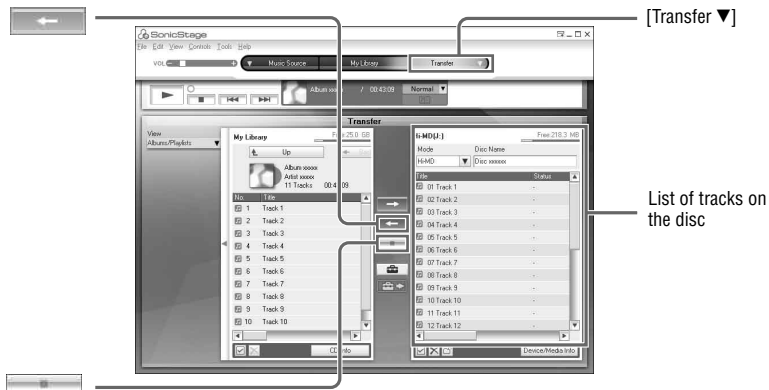 [Transfer ▼]
SonicStage
File Edit View Controls Tools Help
VOL
Music Source
My Library
Transfer
Album xxxxx / 00:43:09
Normal
Transfer
View
Albums/Playlists
My Library
Free:25.0 GB
Up
Album xxxxx
Artist xxxxx
11 Tracks 00:43:09
No. Title
1 Track 1
2 Track 2
3 Track 3
4 Track 4
5 Track 5
6 Track 6
7 Track 7
8 Track 8
9 Track 9
10 Track 10
CD Info
Hi-MD(J:)
Free:218.3 MB
Mode Disc Name
Hi-MD Disc xxxxxx
Title Status
01 Track 1 -
02 Track 2 -
03 Track 3 -
04 Track 4 -
05 Track 5 -
06 Track 6 -
07 Track 7 -
08 Track 8 -
09 Track 9 -
10 Track 10 -
11 Track 11 -
12 Track 12 -
Device/Media Info
List of tracks on
the disc